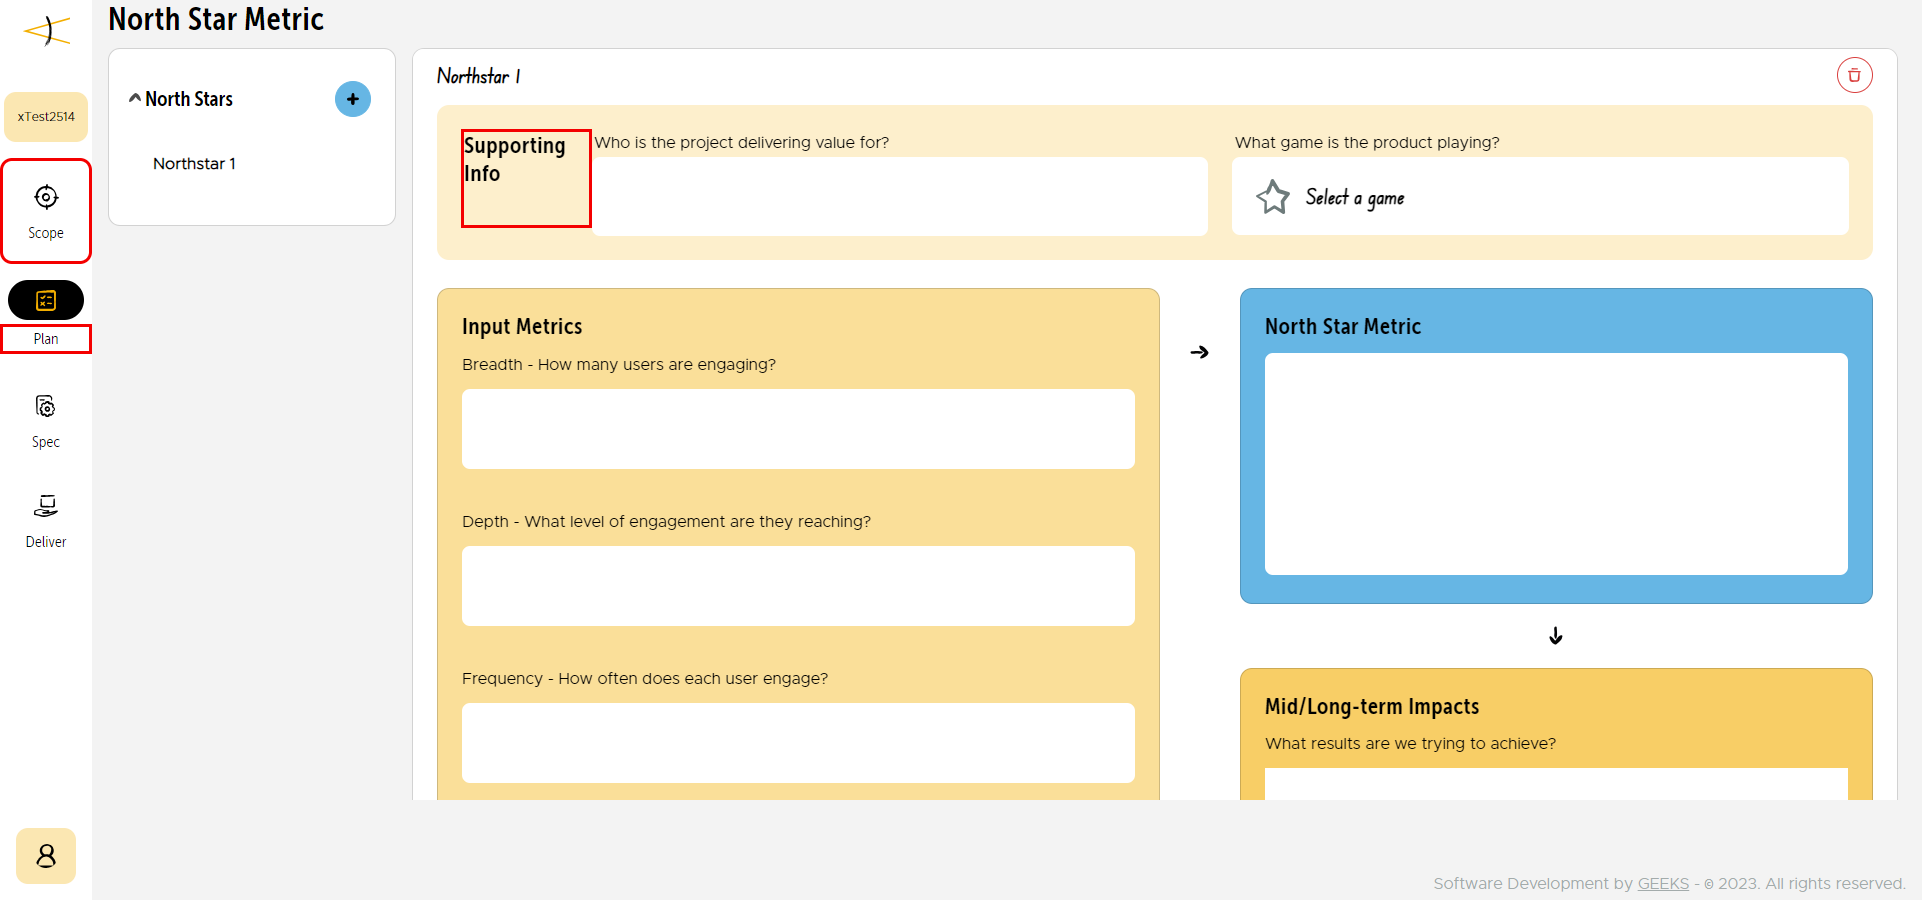 North Star Metric
xTest2514
Scope
Plan
Spec
Deliver
North Stars
Northstar 1
Northstar 1
Supporting
Info
Who is the project delivering value for?
What game is the product playing?
Select a game
Input Metrics
Breadth - How many users are engaging?
Depth - What level of engagement are they reaching?
Frequency - How often does each user engage?
North Star Metric
Mid/Long-term Impacts
What results are we trying to achieve?
Software Development by GEEKS - © 2023. All rights reserved.